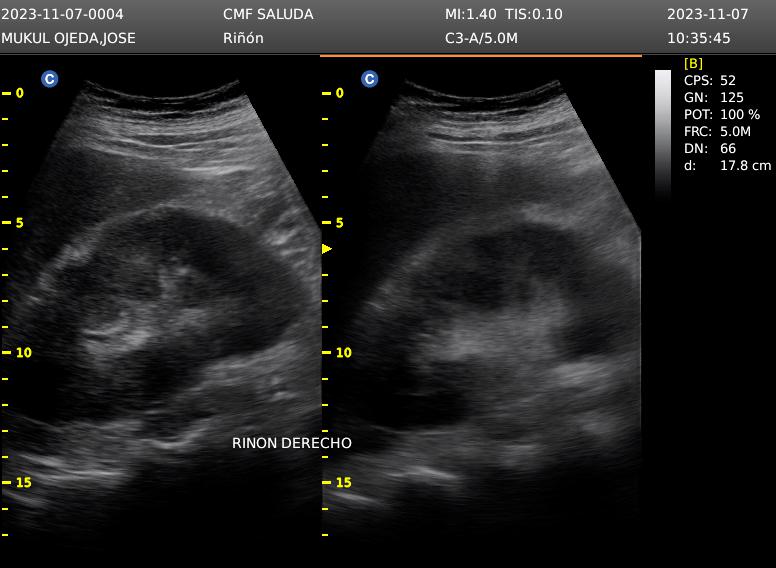 2023-11-07-0004 CMF SALUDA MI:1.40 TIS:0.10 2023-11-07
MUKUL OJEDA,JOSE Riñón C3-A/5.0M 10:35:45
C C
[B]
CPS: 52
GN: 125
POT: 100 %
FRC: 5.0M
DN: 66
d: 17.8 cm
0 0
5 5
10 10
RINON DERECHO
15 15